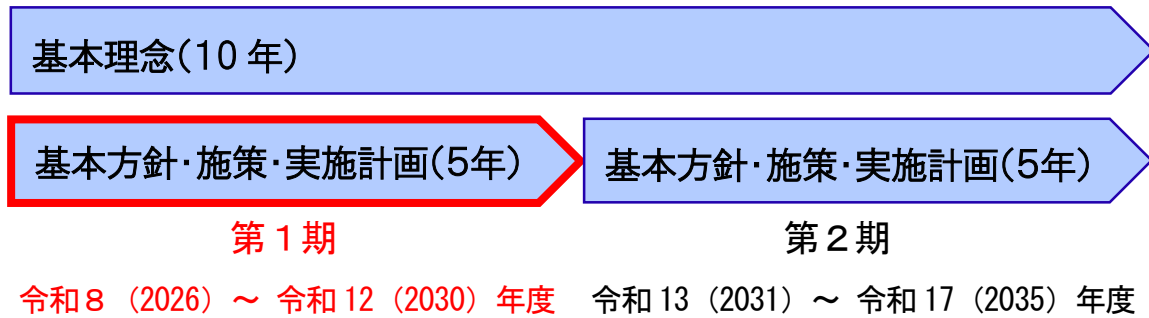 基本理念(10 年)
基本方針・施策・実施計画(5年) 基本方針・施策・実施計画(5年)
第1期 第2期
令和8 (2026) ～ 令和 12 (2030) 年度 令和 13 (2031) ～ 令和 17 (2035) 年度